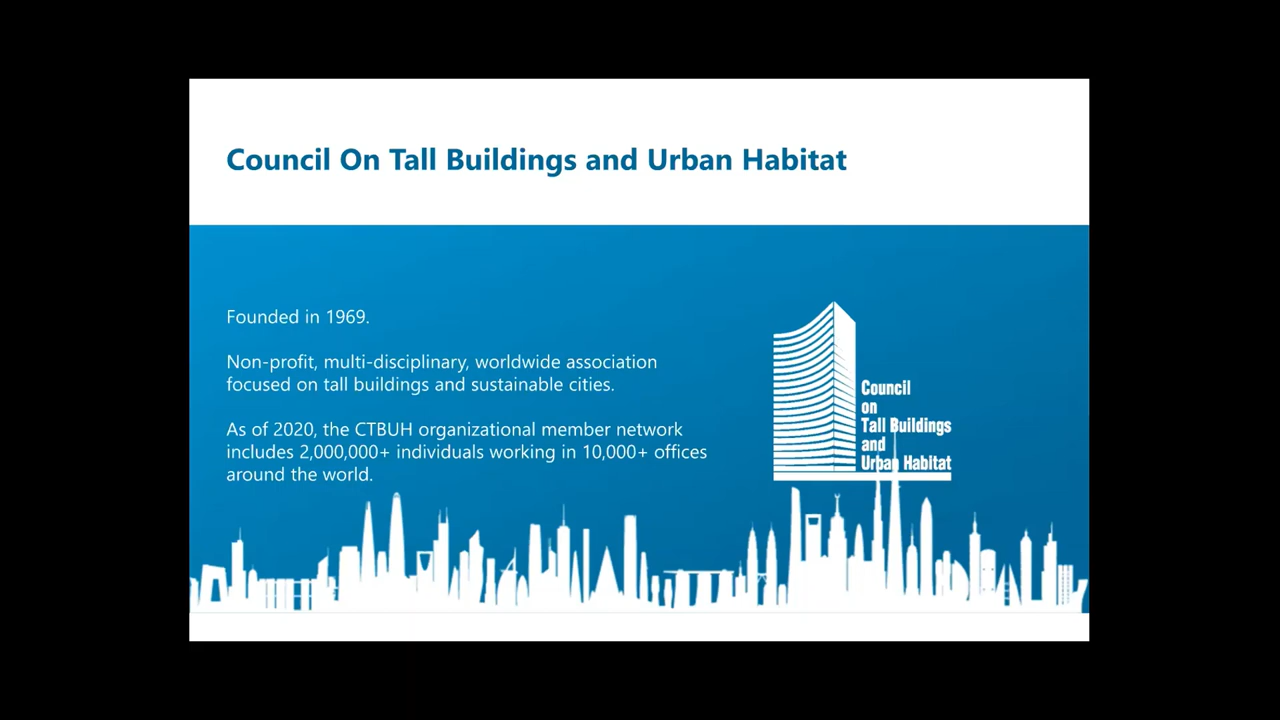 Council On Tall Buildings and Urban Habitat
Founded in 1969.
Non-profit, multi-disciplinary, worldwide association
focused on tall buildings and sustainable cities.
As of 2020, the CTBUH organizational member network
includes 2,000,000+ individuals working in 10,000+ offices
around the world.
Council
on
Tall Buildings
and
Urban Habitat